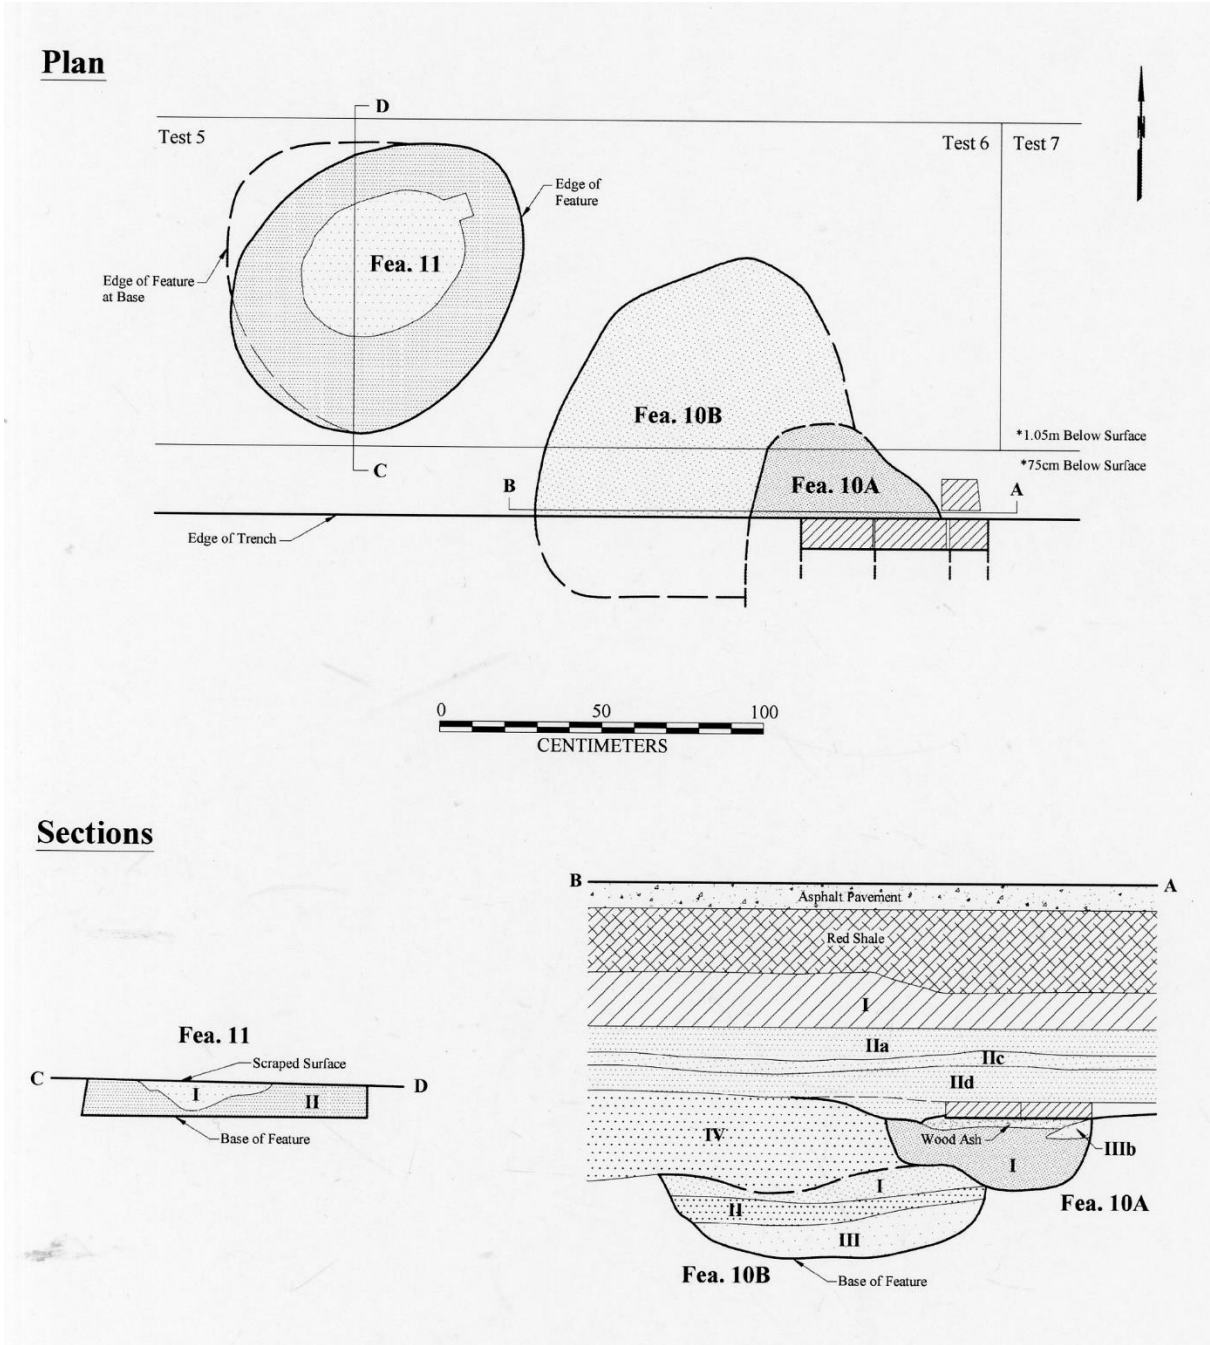 Plan
D
Test 5
Test 6
Test 7
N
Edge of
Feature
Fea. 11
Edge of Feature
at Base
Fea. 10B
*1.05m Below Surface
*75cm Below Surface
C
B
Fea. 10A
A
Edge of Trench
0
50
100
CENTIMETERS
Sections
B
A
Asphalt Pavement
Red Shale
I
Fea. 11
IIa
Scraped Surface
IIc
C
D
I
II
IId
Base of Feature
IV
Wood Ash
IIIb
I
I
Fea. 10A
II
III
Fea. 10B
Base of Feature